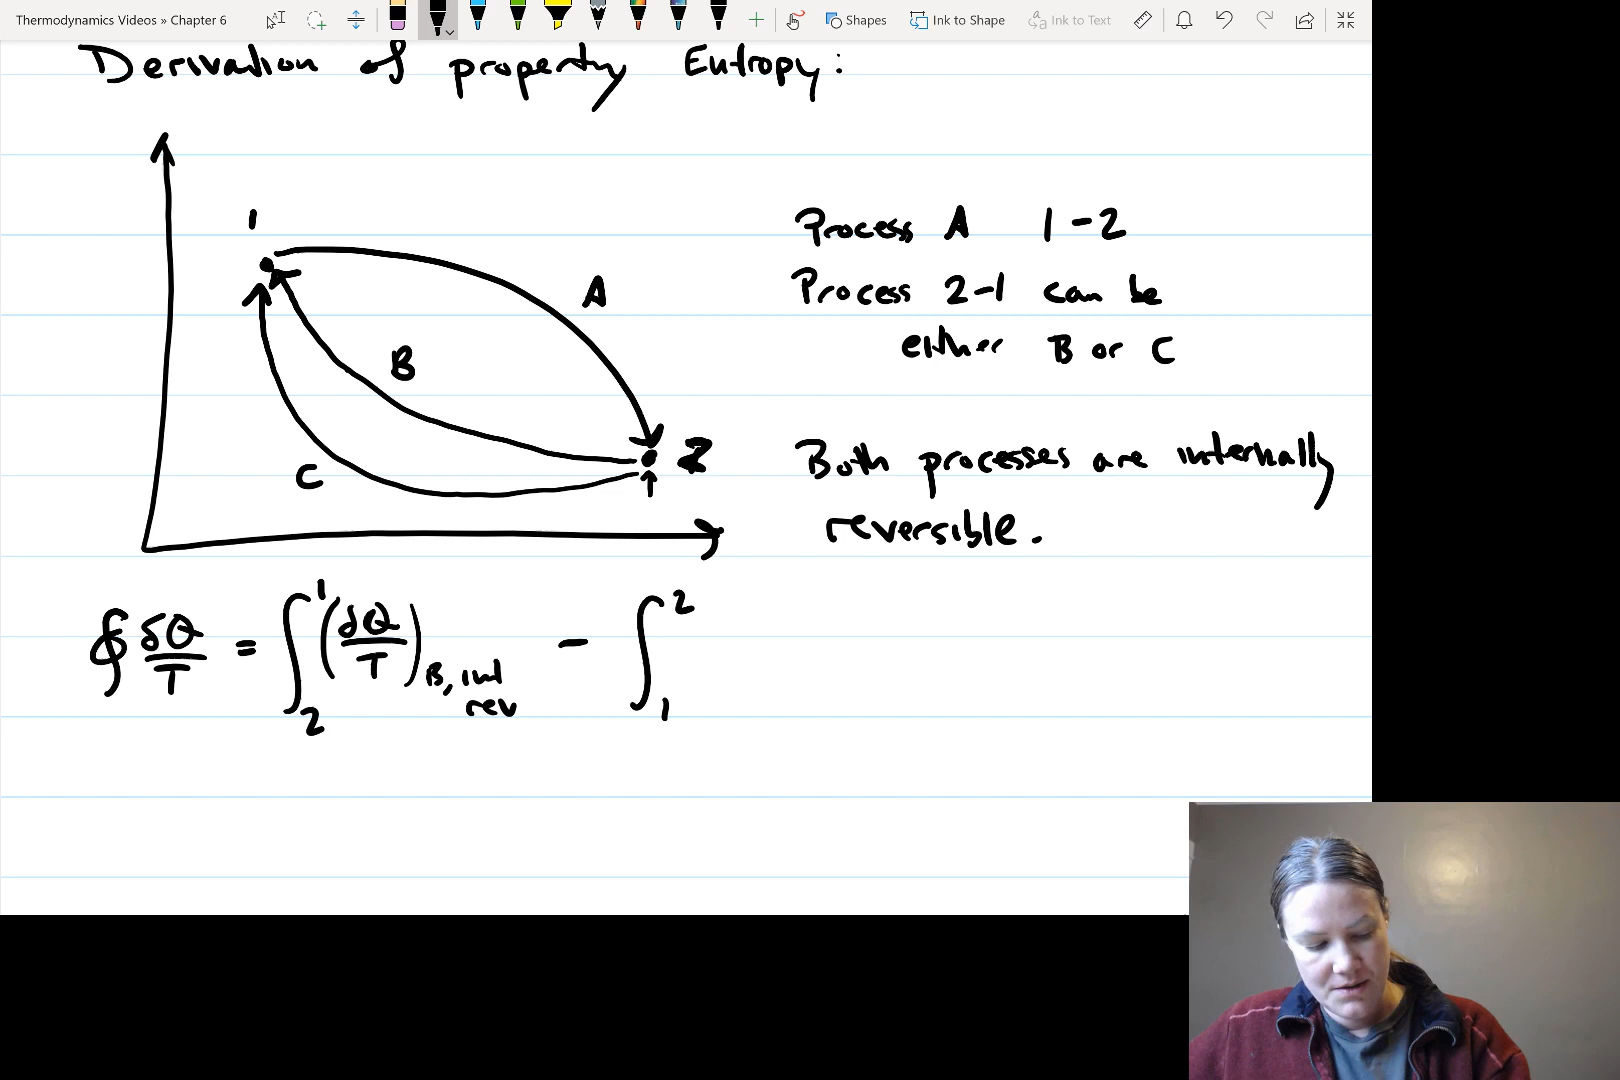 Thermodynamics Videos » Chapter 6
Shapes
Ink to Shape
Ink to Text
Derivation of property Entropy:
1
A
B
C
2
Process A 1-2
Process 2-1 can be
either B or C
Both processes are internally
reversible.
∮ δQ/T = ∫₂¹ (δQ/T) B, int rev - ∫₁²